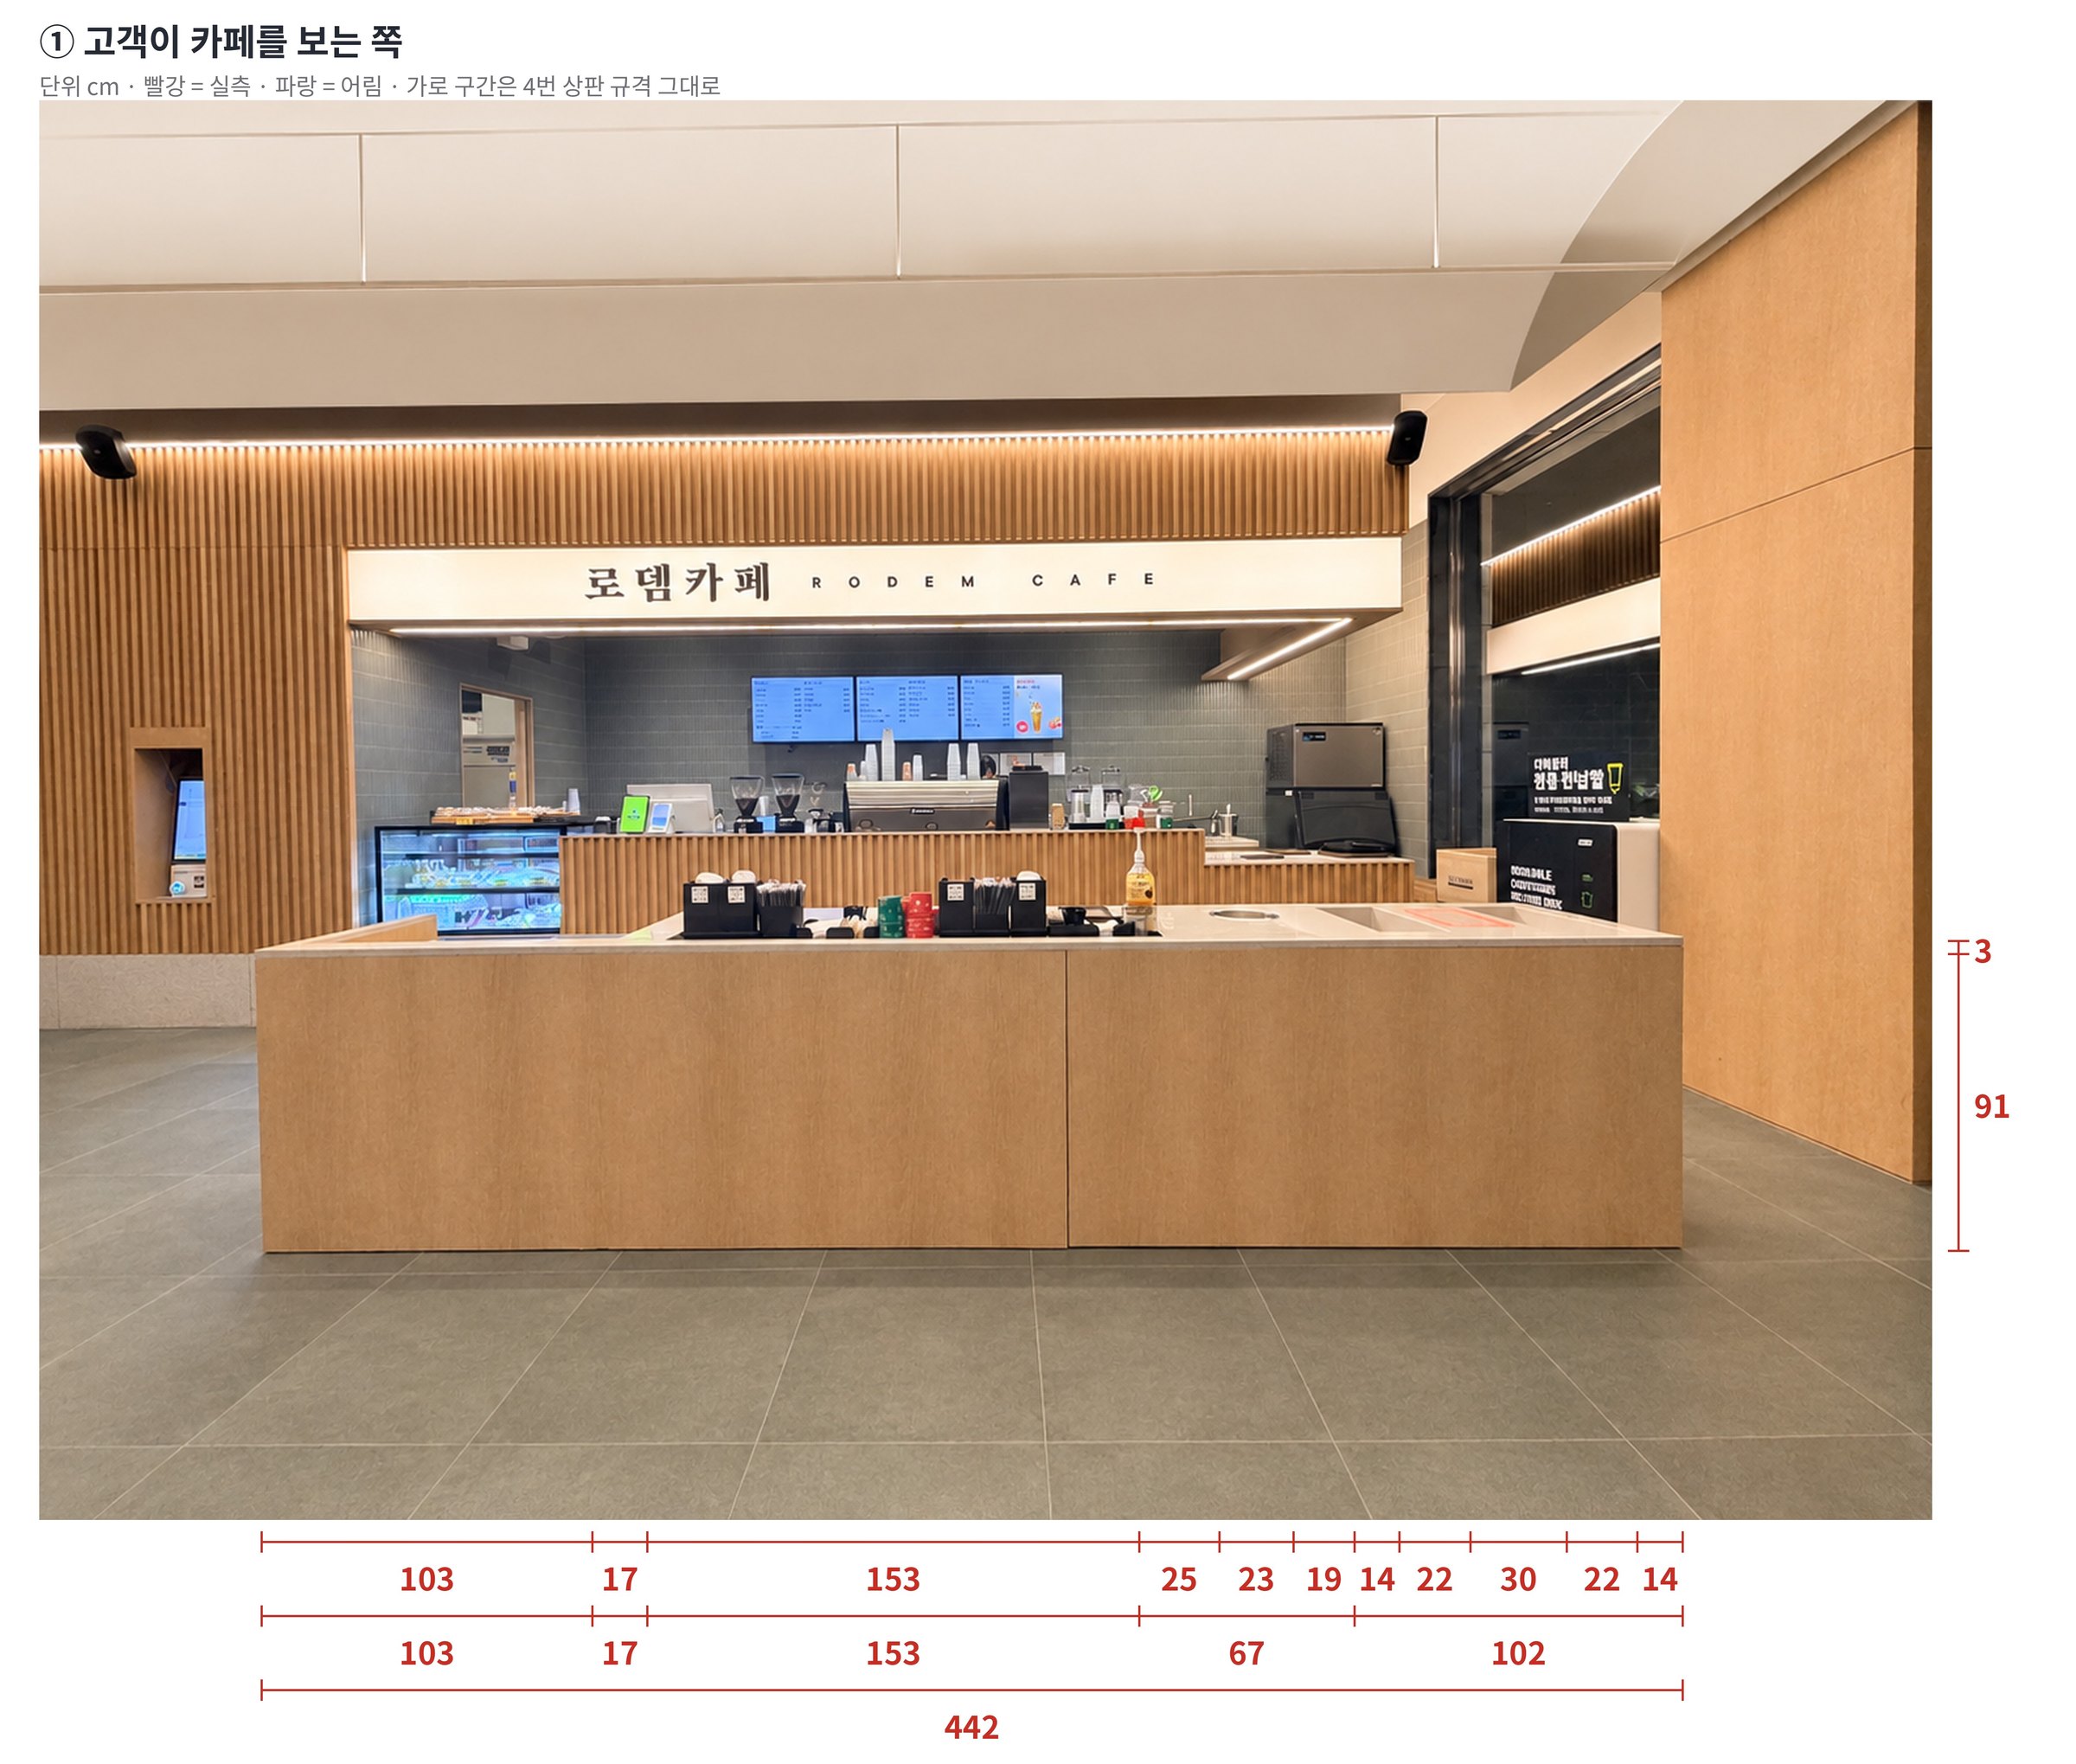 ① 고객이 카페를 보는 쪽
단위 cm · 빨강 = 실측 · 파랑 = 어림 · 가로 구간은 4번 상판 규격 그대로
로뎀카페 RODEM CAFE
3
91
103 17 153 25 23 19 14 22 30 22 14
103 17 153 67 102
442